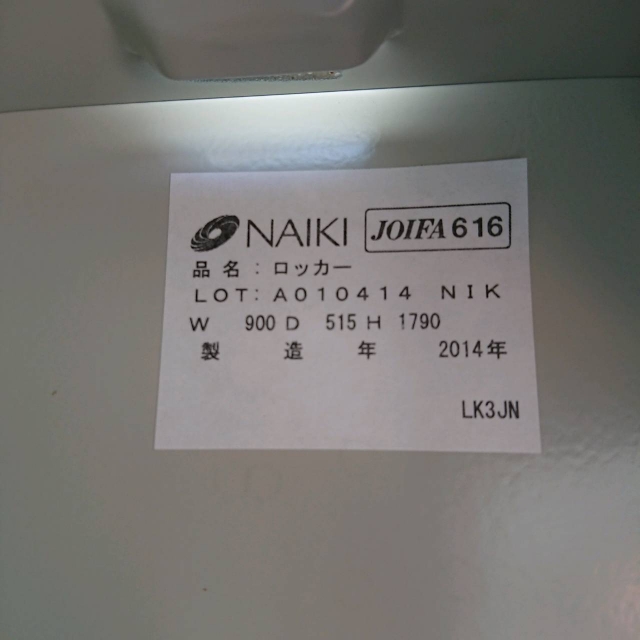 NAIKI JOIFA 616
品名:ロッカー
LOT:A010414 NIK
W 900 D 515 H 1790
製造年 2014年
LK3JN